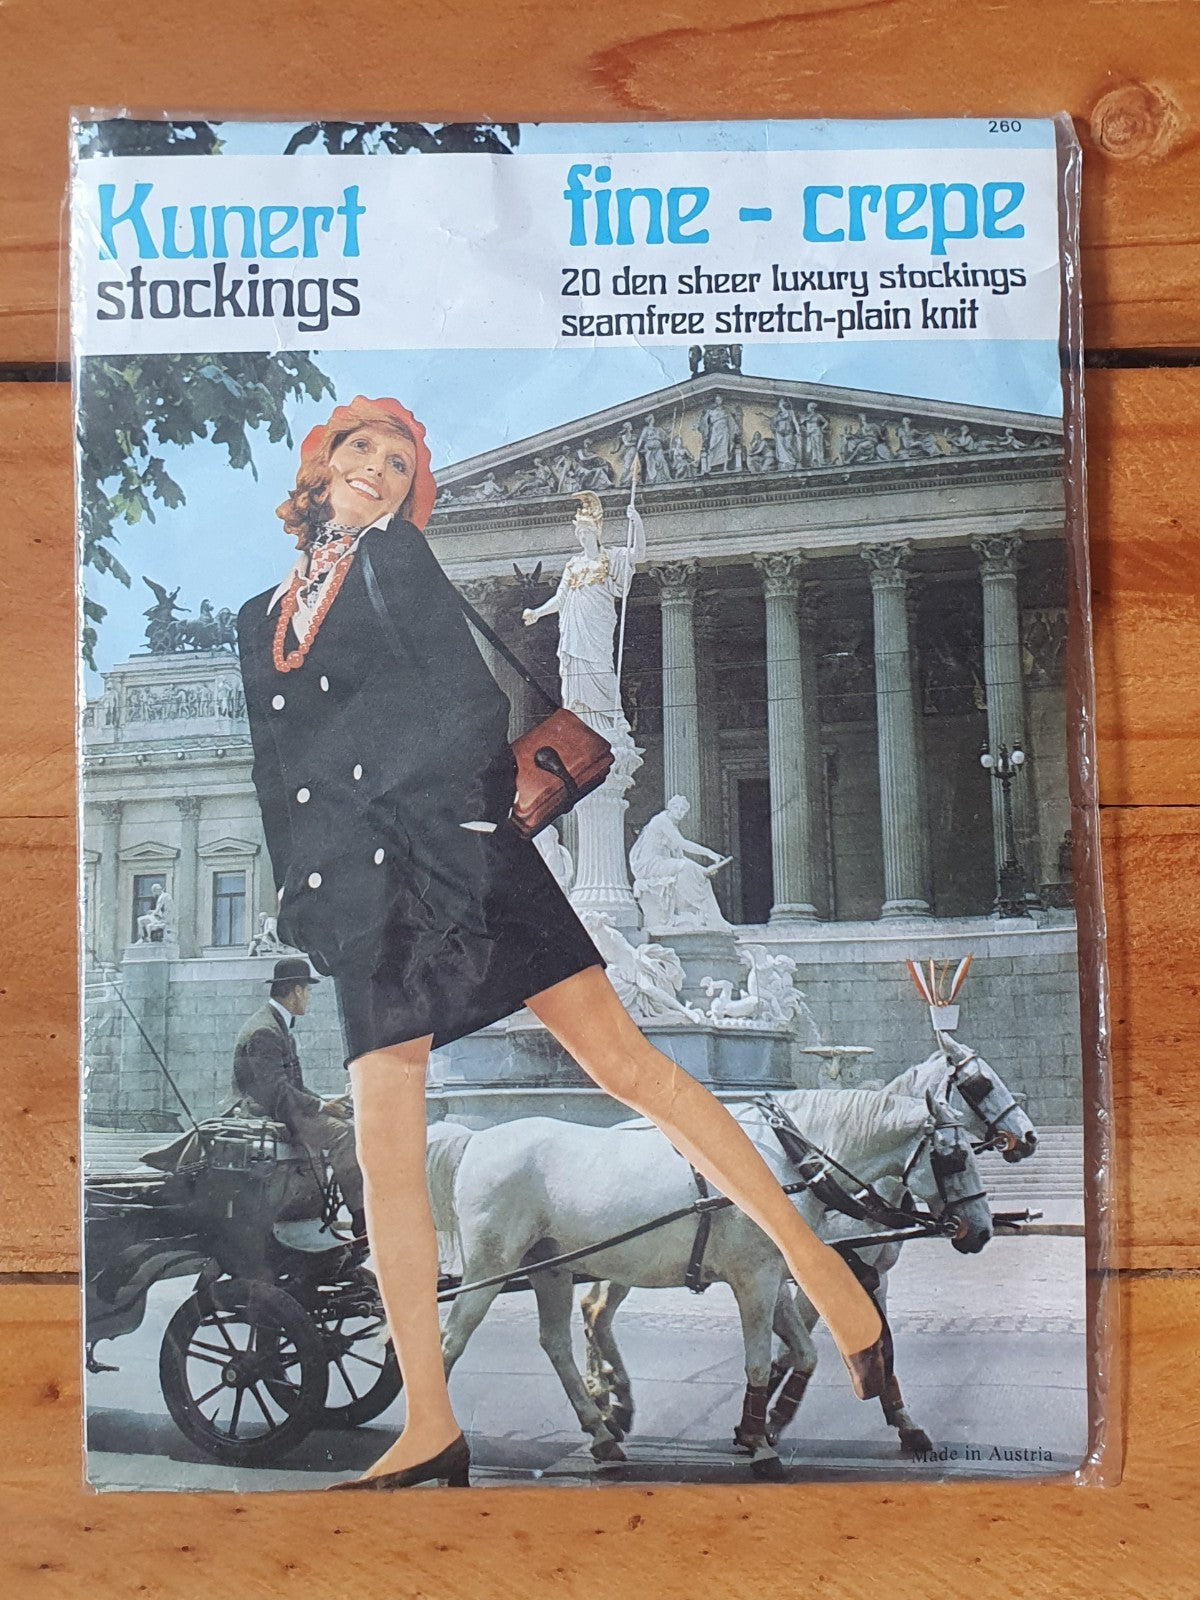 260
Kunert
stockings
fine - crepe
20 den sheer luxury stockings
seamfree stretch-plain knit
Made in Austria